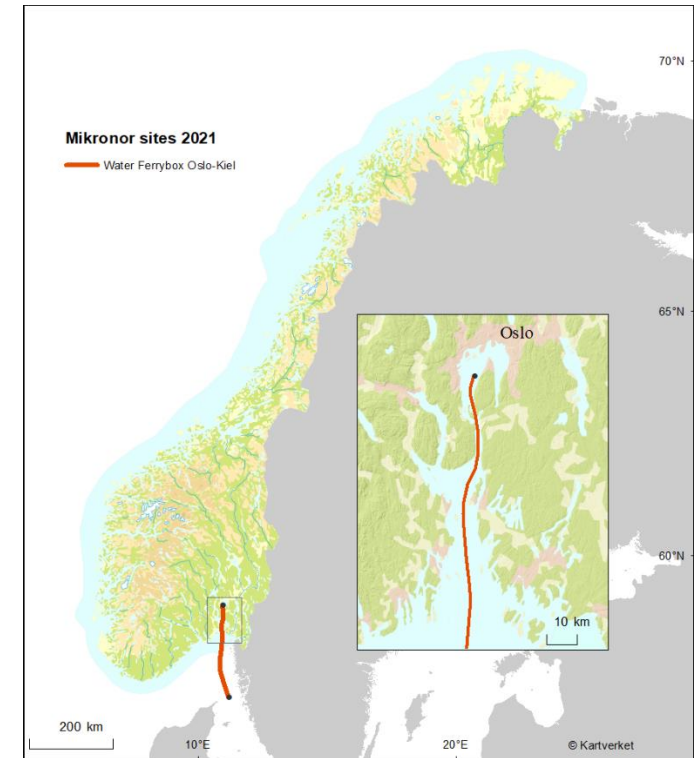 70°N
Mikronor sites 2021
Water Ferrybox Oslo-Kiel
65°N
Oslo
60°N
10 km
200 km
10°E
20°E
© Kartverket